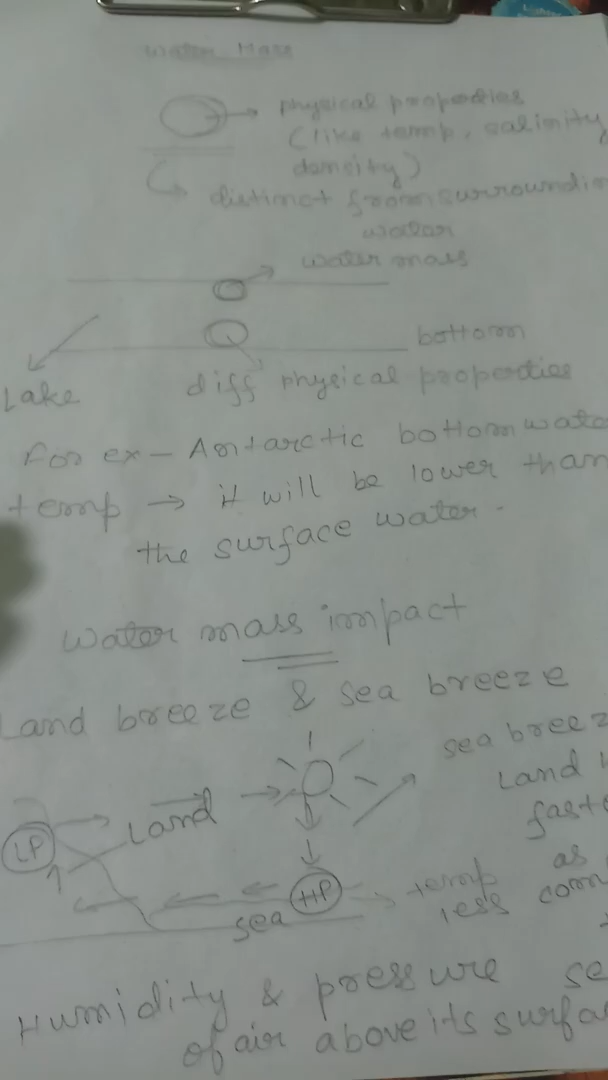 Water Mass
physical properties
(like temp, salinity
density)
distinct from surroundin
water
water mass
bottom
Lake
diff physical properties
For ex - Antarctic bottom wate
temp → it will be lower than
the surface water.
Water mass impact
Land breeze & sea breeze
sea breez
Land
faste
LP
Land
HP
sea
temp as
less com
Humidity & pressure se
of air above its surfa